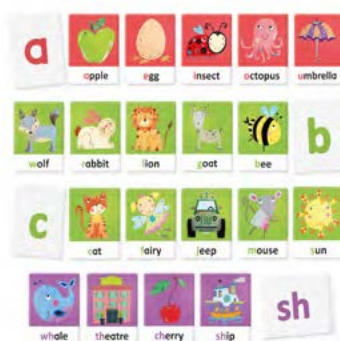 a apple egg insect octopus umbrella
wolf rabbit lion goat bee b
c cat fairy jeep mouse sun
whale theatre cherry ship sh